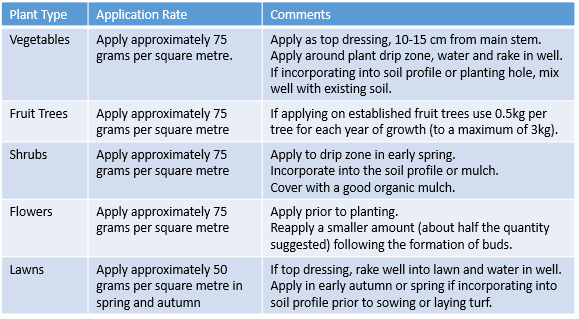 Plant Type
Application Rate
Comments
Vegetables
Apply approximately 75
grams per square metre.
Apply as top dressing, 10-15 cm from main stem.
Apply around plant drip zone, water and rake in well.
If incorporating into soil profile or planting hole, mix
well with existing soil.
Fruit Trees
Apply approximately 75
grams per square metre
If applying on established fruit trees use 0.5kg per
tree for each year of growth (to a maximum of 3kg).
Shrubs
Apply approximately 75
grams per square metre
Apply to drip zone in early spring.
Incorporate into the soil profile or mulch.
Cover with a good organic mulch.
Flowers
Apply approximately 75
grams per square metre
Apply prior to planting.
Reapply a smaller amount (about half the quantity
suggested) following the formation of buds.
Lawns
Apply approximately 50
grams per square metre in
spring and autumn
If top dressing, rake well into lawn and water in well.
Apply in early autumn or spring if incorporating into
soil profile prior to sowing or laying turf.